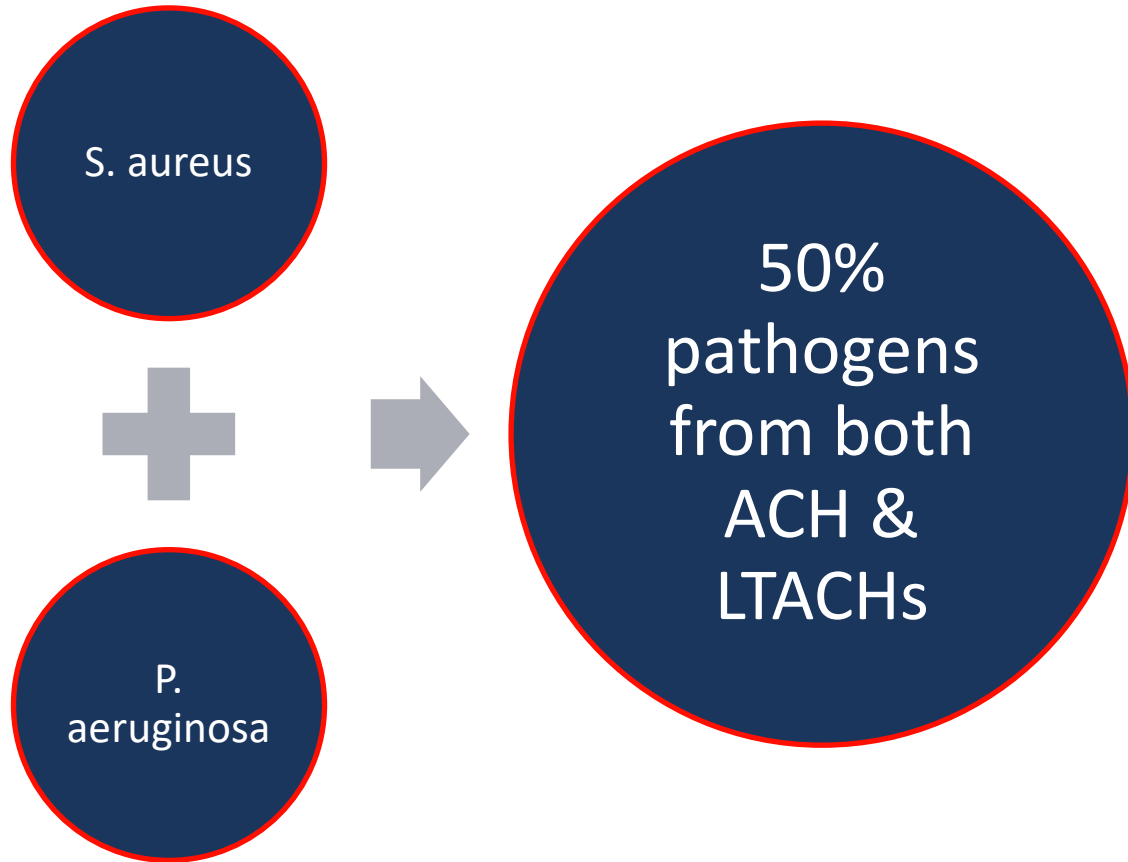 S. aureus
P.
aeruginosa
50%
pathogens
from both
ACH &
LTACHs